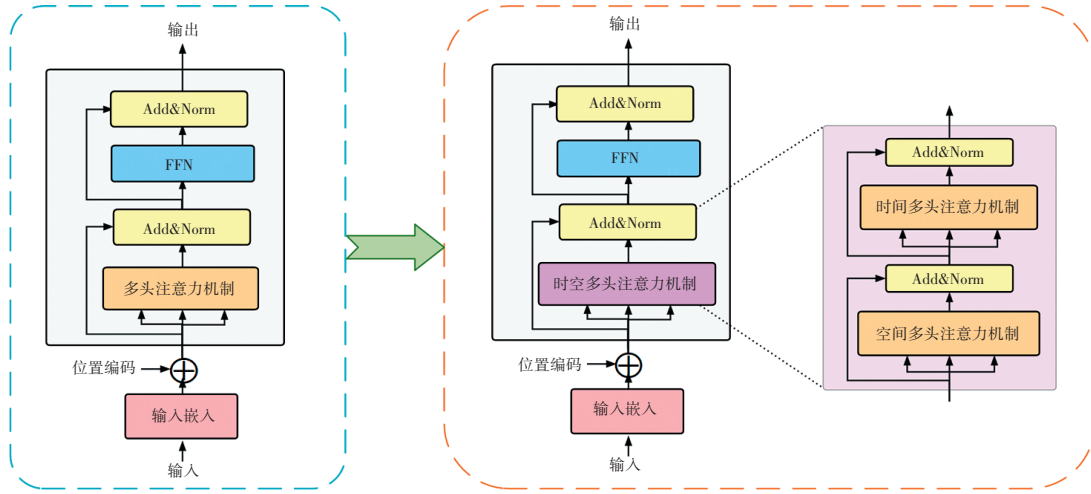 输出
Add&Norm
FFN
Add&Norm
多头注意力机制
位置编码
输入嵌入
输入
输出
Add&Norm
FFN
Add&Norm
时空多头注意力机制
位置编码
输入嵌入
输入
Add&Norm
时间多头注意力机制
Add&Norm
空间多头注意力机制